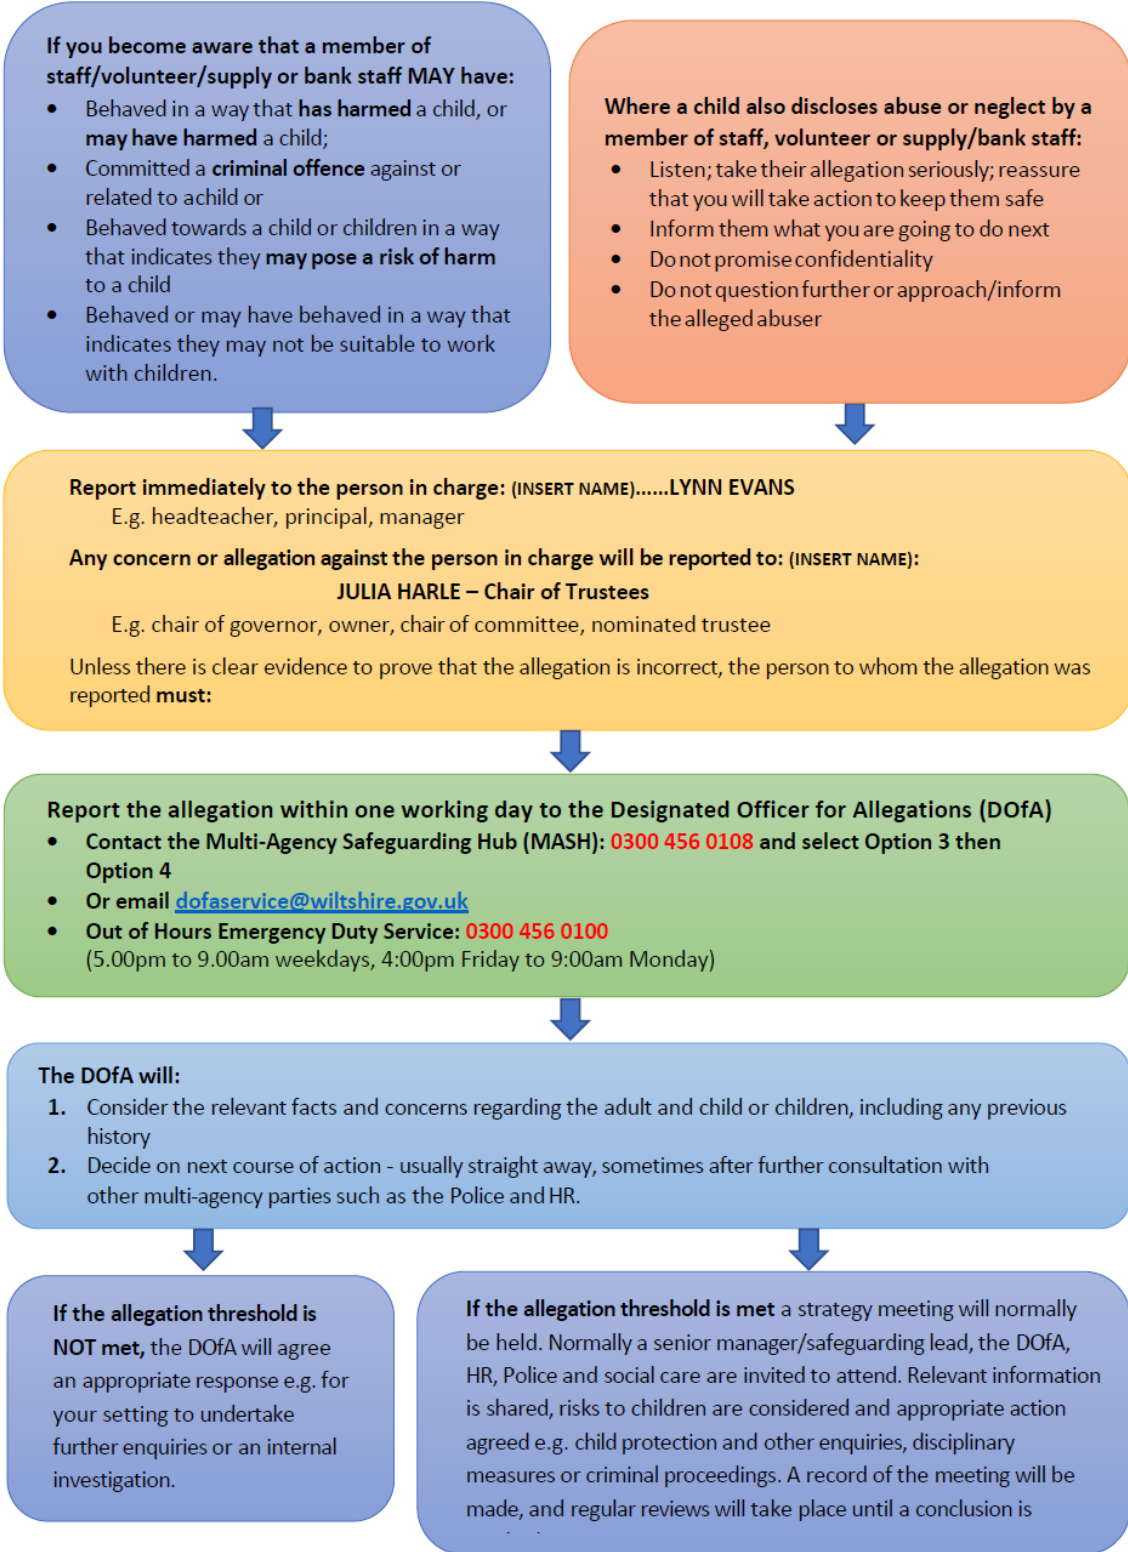 If you become aware that a member of
staff/volunteer/supply or bank staff MAY have:
• Behaved in a way that has harmed a child, or
may have harmed a child;
• Committed a criminal offence against or
related to achild or
• Behaved towards a child or children in a way
that indicates they may pose a risk of harm
to a child
• Behaved or may have behaved in a way that
indicates they may not be suitable to work
with children.
Where a child also discloses abuse or neglect by a
member of staff, volunteer or supply/bank staff:
• Listen; take their allegation seriously; reassure
that you will take action to keep them safe
• Inform them what you are going to do next
• Do not promise confidentiality
• Do not question further or approach/inform
the alleged abuser
Report immediately to the person in charge: (INSERT NAME)......LYNN EVANS
E.g. headteacher, principal, manager
Any concern or allegation against the person in charge will be reported to: (INSERT NAME):
JULIA HARLE – Chair of Trustees
E.g. chair of governor, owner, chair of committee, nominated trustee
Unless there is clear evidence to prove that the allegation is incorrect, the person to whom the allegation was
reported must:
Report the allegation within one working day to the Designated Officer for Allegations (DOfA)
• Contact the Multi-Agency Safeguarding Hub (MASH): 0300 456 0108 and select Option 3 then
Option 4
• Or email dofaservice@wiltshire.gov.uk
• Out of Hours Emergency Duty Service: 0300 456 0100
(5.00pm to 9.00am weekdays, 4:00pm Friday to 9:00am Monday)
The DOfA will:
1. Consider the relevant facts and concerns regarding the adult and child or children, including any previous
history
2. Decide on next course of action - usually straight away, sometimes after further consultation with
other multi-agency parties such as the Police and HR.
If the allegation threshold is
NOT met, the DOfA will agree
an appropriate response e.g. for
your setting to undertake
further enquiries or an internal
investigation.
If the allegation threshold is met a strategy meeting will normally
be held. Normally a senior manager/safeguarding lead, the DOfA,
HR, Police and social care are invited to attend. Relevant information
is shared, risks to children are considered and appropriate action
agreed e.g. child protection and other enquiries, disciplinary
measures or criminal proceedings. A record of the meeting will be
made, and regular reviews will take place until a conclusion is